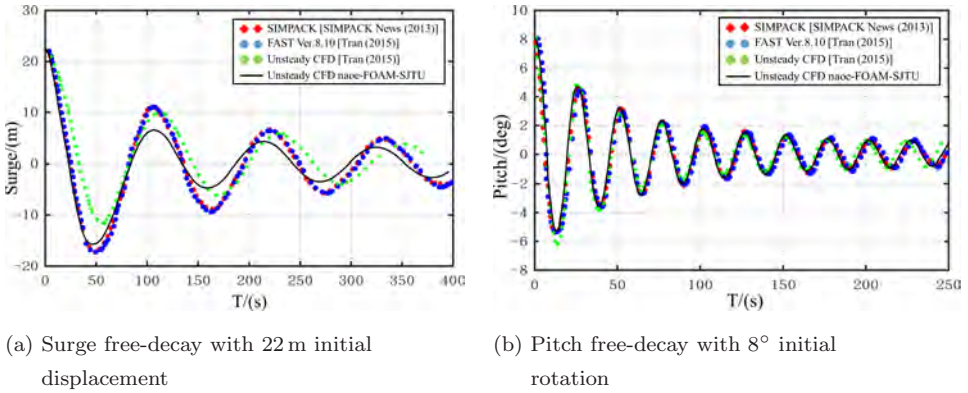 SIMPACK [SIMPACK News (2013)]
FAST Ver.8.10 [Tran (2015)]
Unsteady CFD [Tran (2015)]
Unsteady CFD naoe-FOAM-SJTU
Surge/(m)
30
20
10
0
−10
−20
0 50 100 150 200 250 300 350 400
T/(s)
(a) Surge free-decay with 22 m initial
displacement
SIMPACK [SIMPACK News (2013)]
FAST Ver.8.10 [Tran (2015)]
Unsteady CFD [Tran (2015)]
Unsteady CFD naoe-FOAM-SJTU
Pitch/(deg)
10
8
6
4
2
0
−2
−4
−6
8
0 50 100 150 200 250
T/(s)
(b) Pitch free-decay with 8° initial
rotation